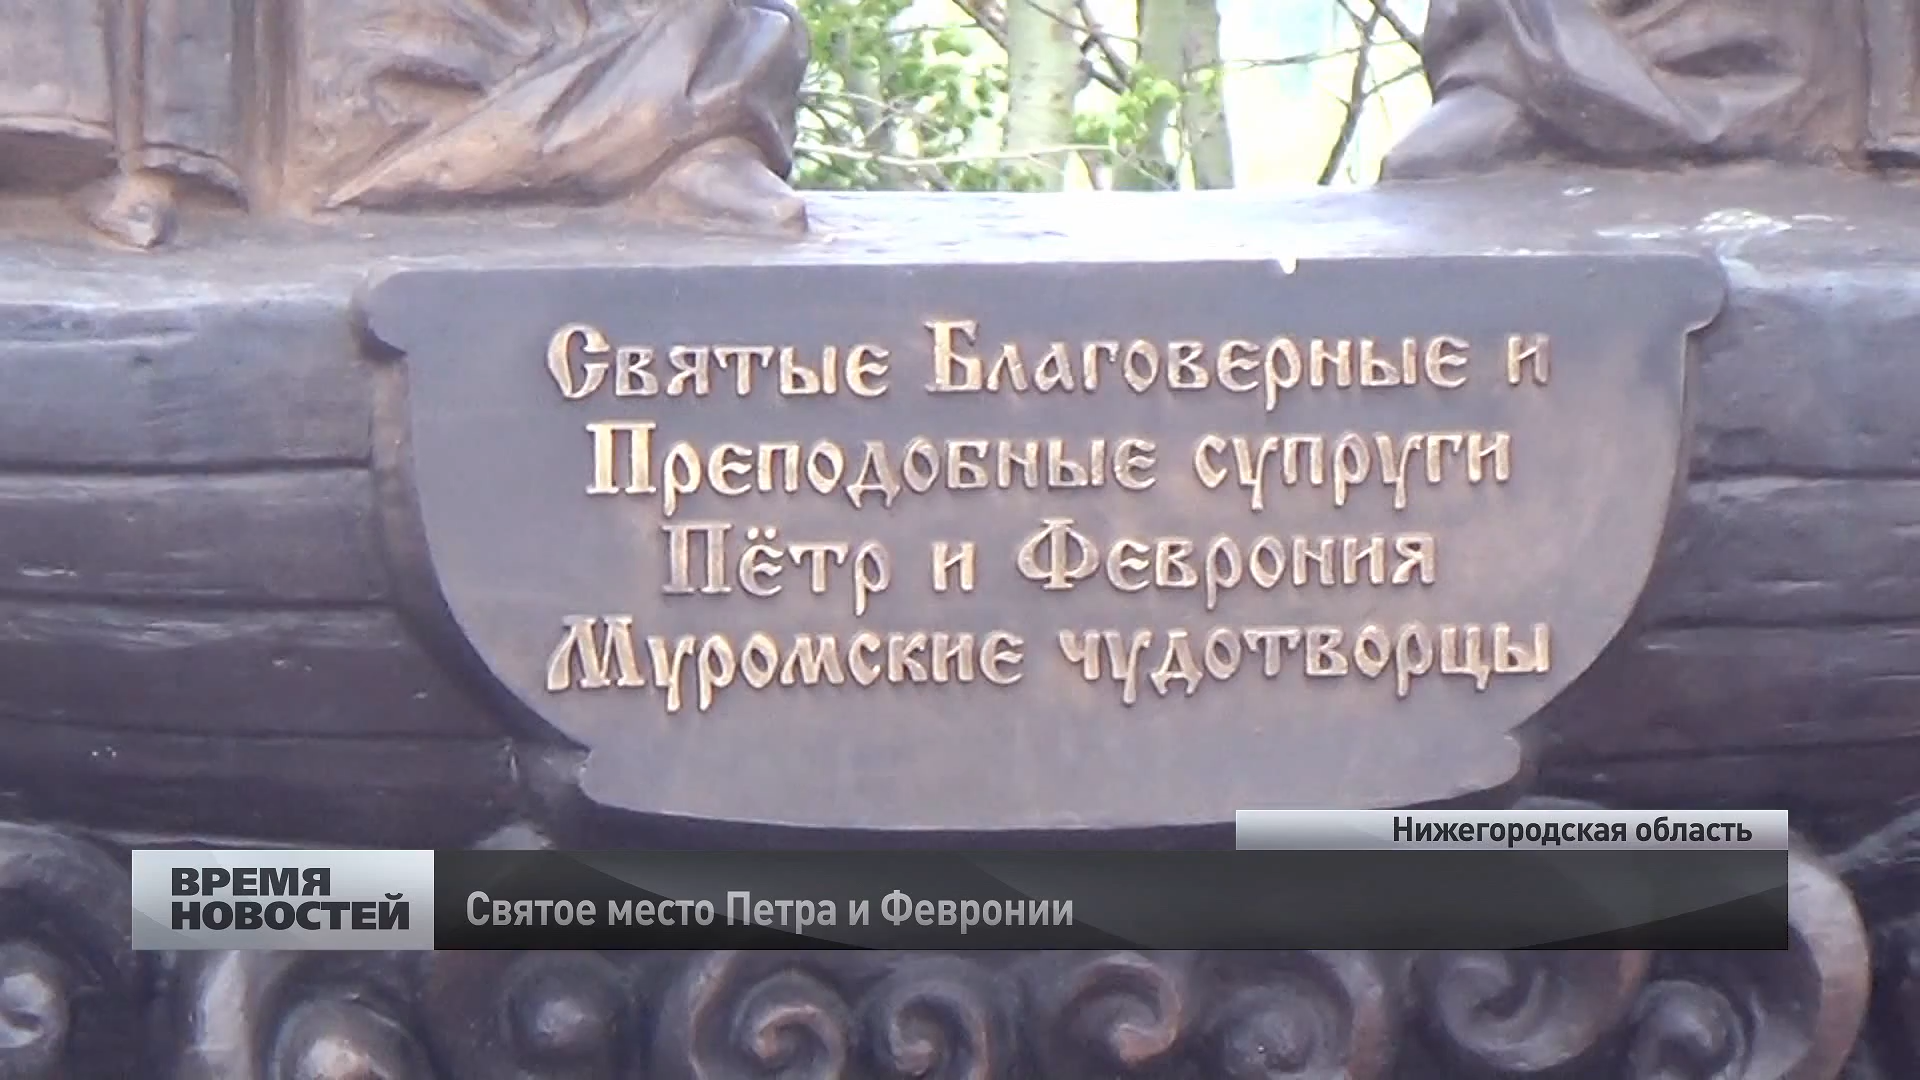 Святые Благоверные и
Преподобные супруги
Пётр и Феврония
Муромские чудотворцы
Нижегородская область
ВРЕМЯ
НОВОСТЕЙ
Святое место Петра и Февронии